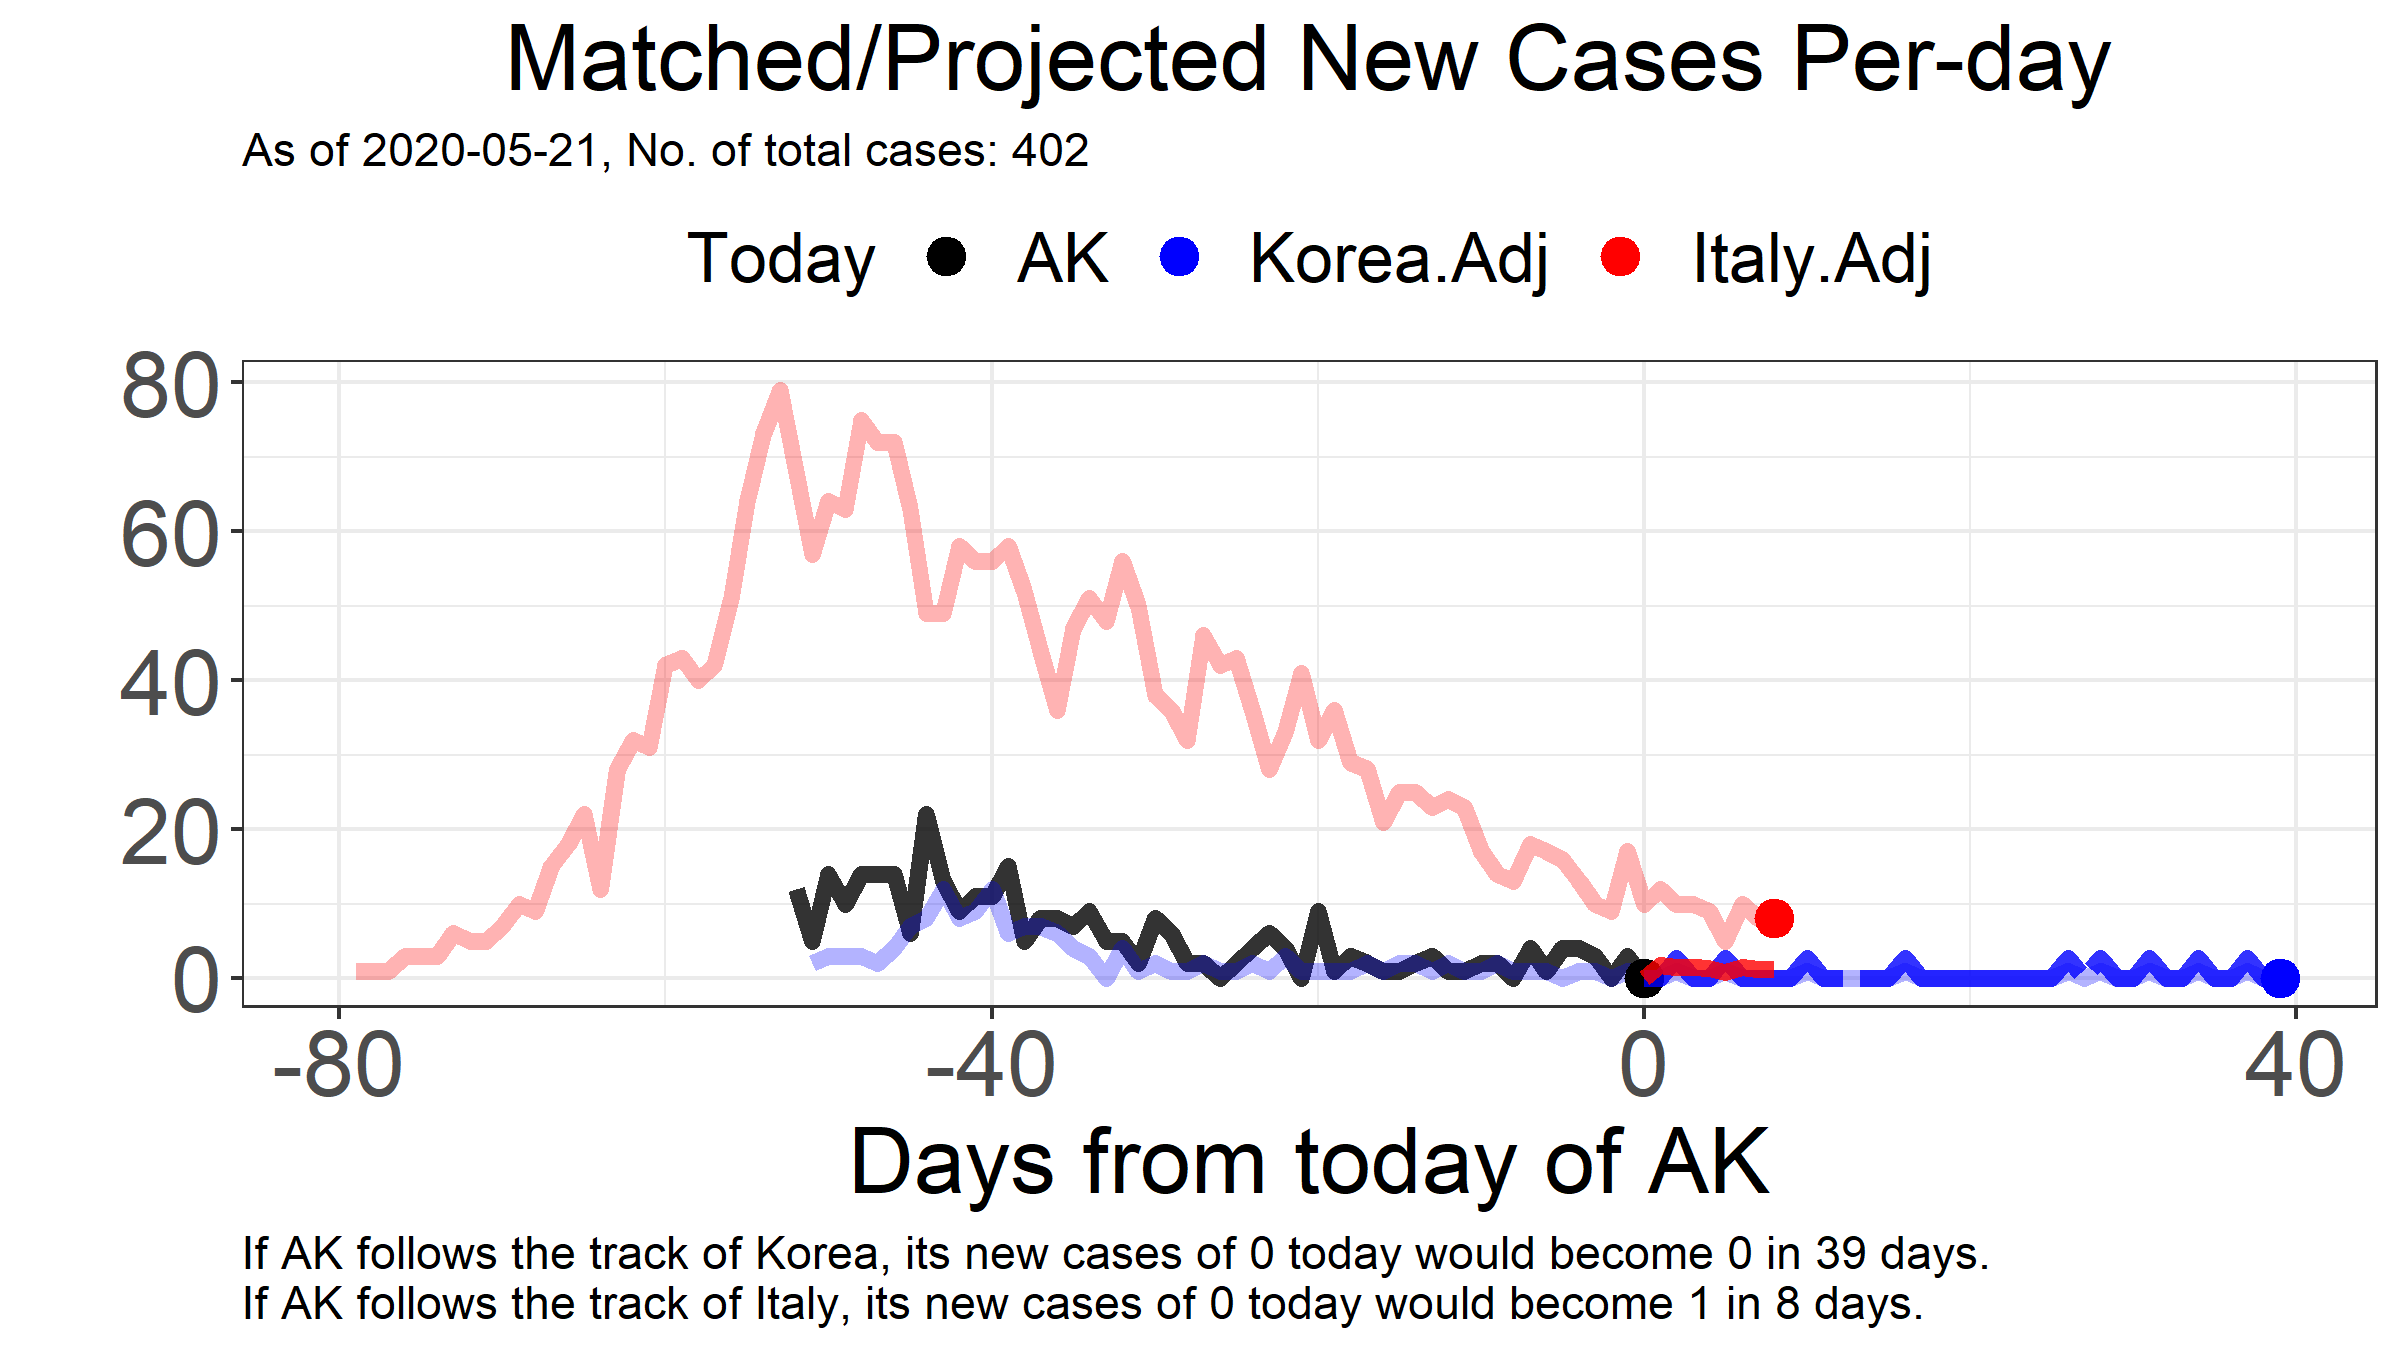 Matched/Projected New Cases Per-day
As of 2020-05-21, No. of total cases: 402
Today AK Korea.Adj Italy.Adj
80
60
40
20
0
-80 -40 0 40
Days from today of AK
If AK follows the track of Korea, its new cases of 0 today would become 0 in 39 days.
If AK follows the track of Italy, its new cases of 0 today would become 1 in 8 days.